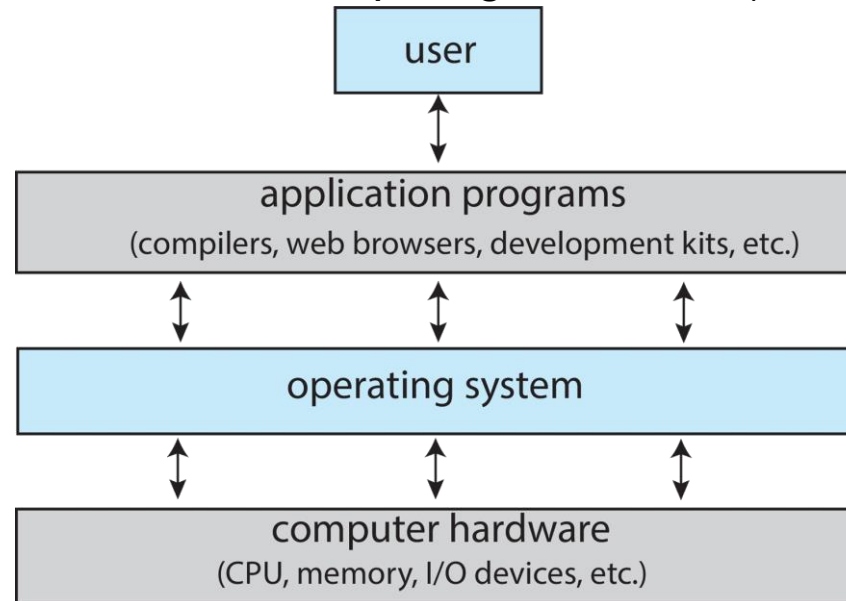 user
application programs
(compilers, web browsers, development kits, etc.)
operating system
computer hardware
(CPU, memory, I/O devices, etc.)